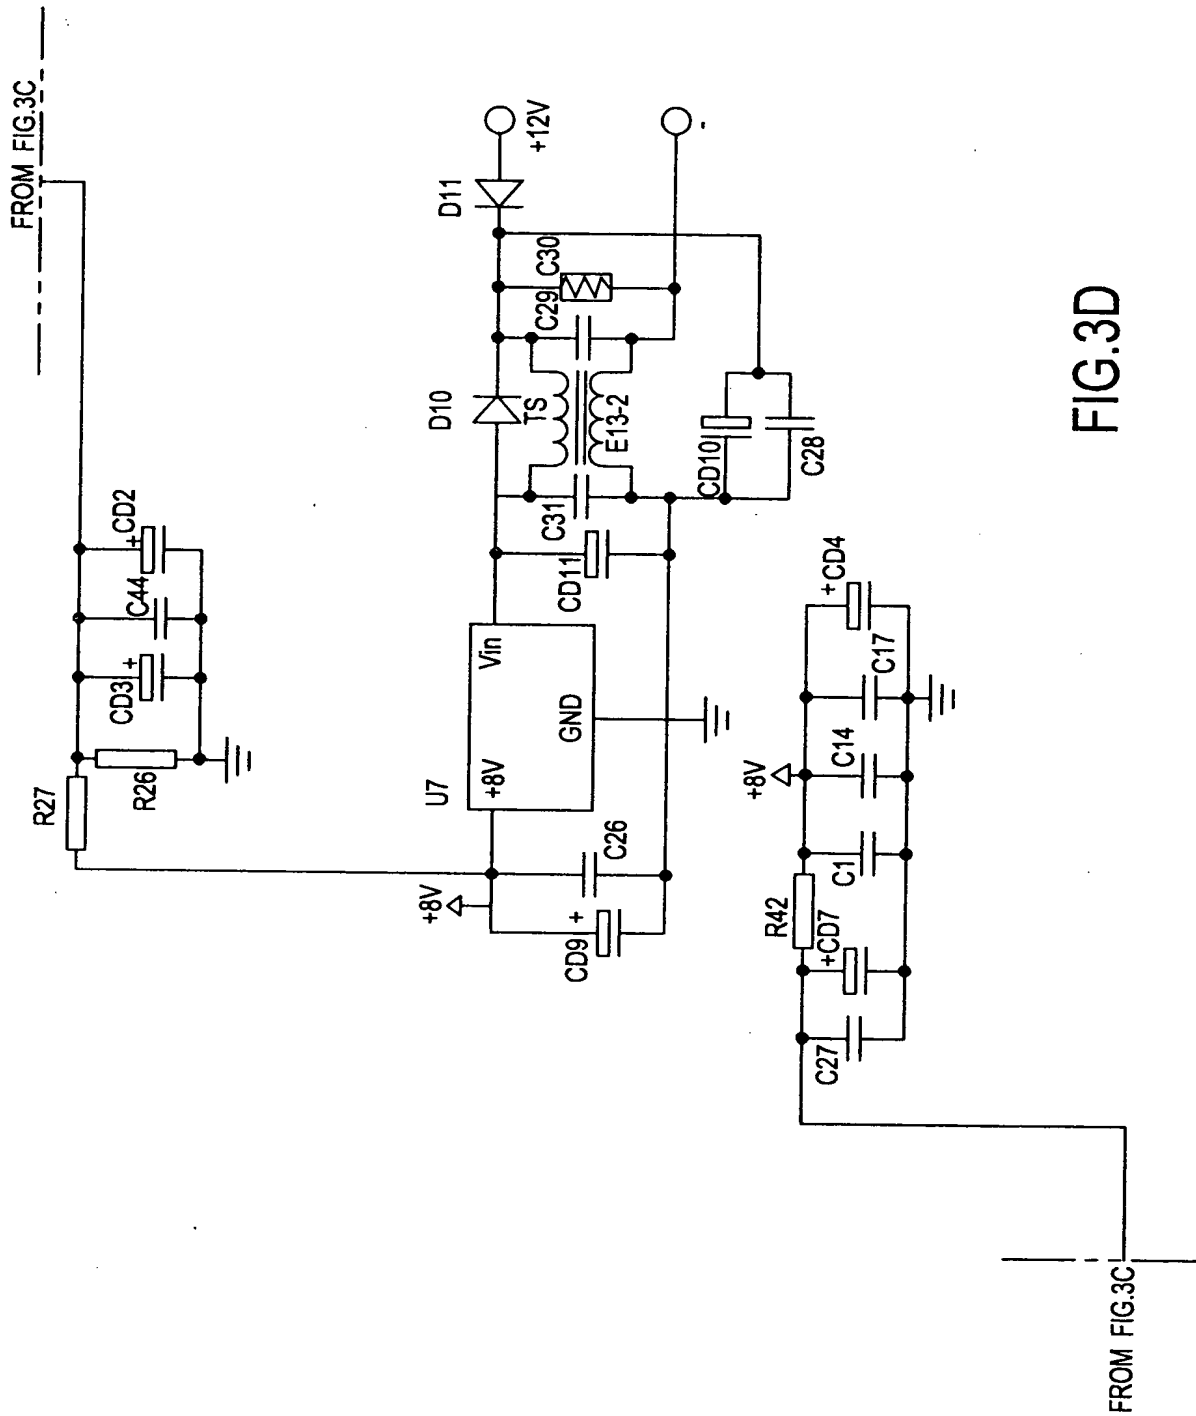 FROM FIG.3C
R27
R26
CD3 +
C44
+ CD2
U7
+8V
Vin
GND
+8V
CD9 +
C26
CD11
C31
D10
TS
E13-2
C29
C30
D11
+12V
-
CD10
C28
+8V
R42
C27
+CD7
C1
C14
C17
+CD4
FROM FIG.3C
FIG.3D